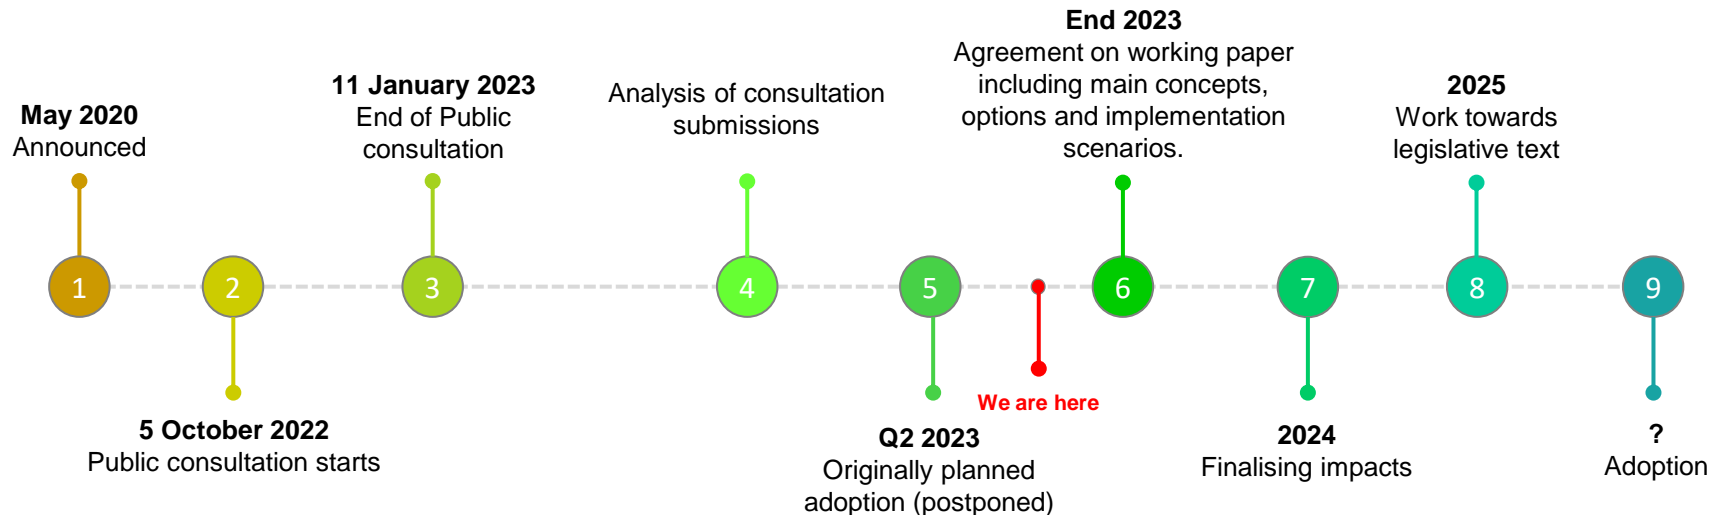 May 2020
Announced
1
5 October 2022
Public consultation starts
2
11 January 2023
End of Public
consultation
3
Analysis of consultation
submissions
4
Q2 2023
Originally planned
adoption (postponed)
5
We are here
End 2023
Agreement on working paper
including main concepts,
options and implementation
scenarios.
6
2024
Finalising impacts
7
2025
Work towards
legislative text
8
?
Adoption
9